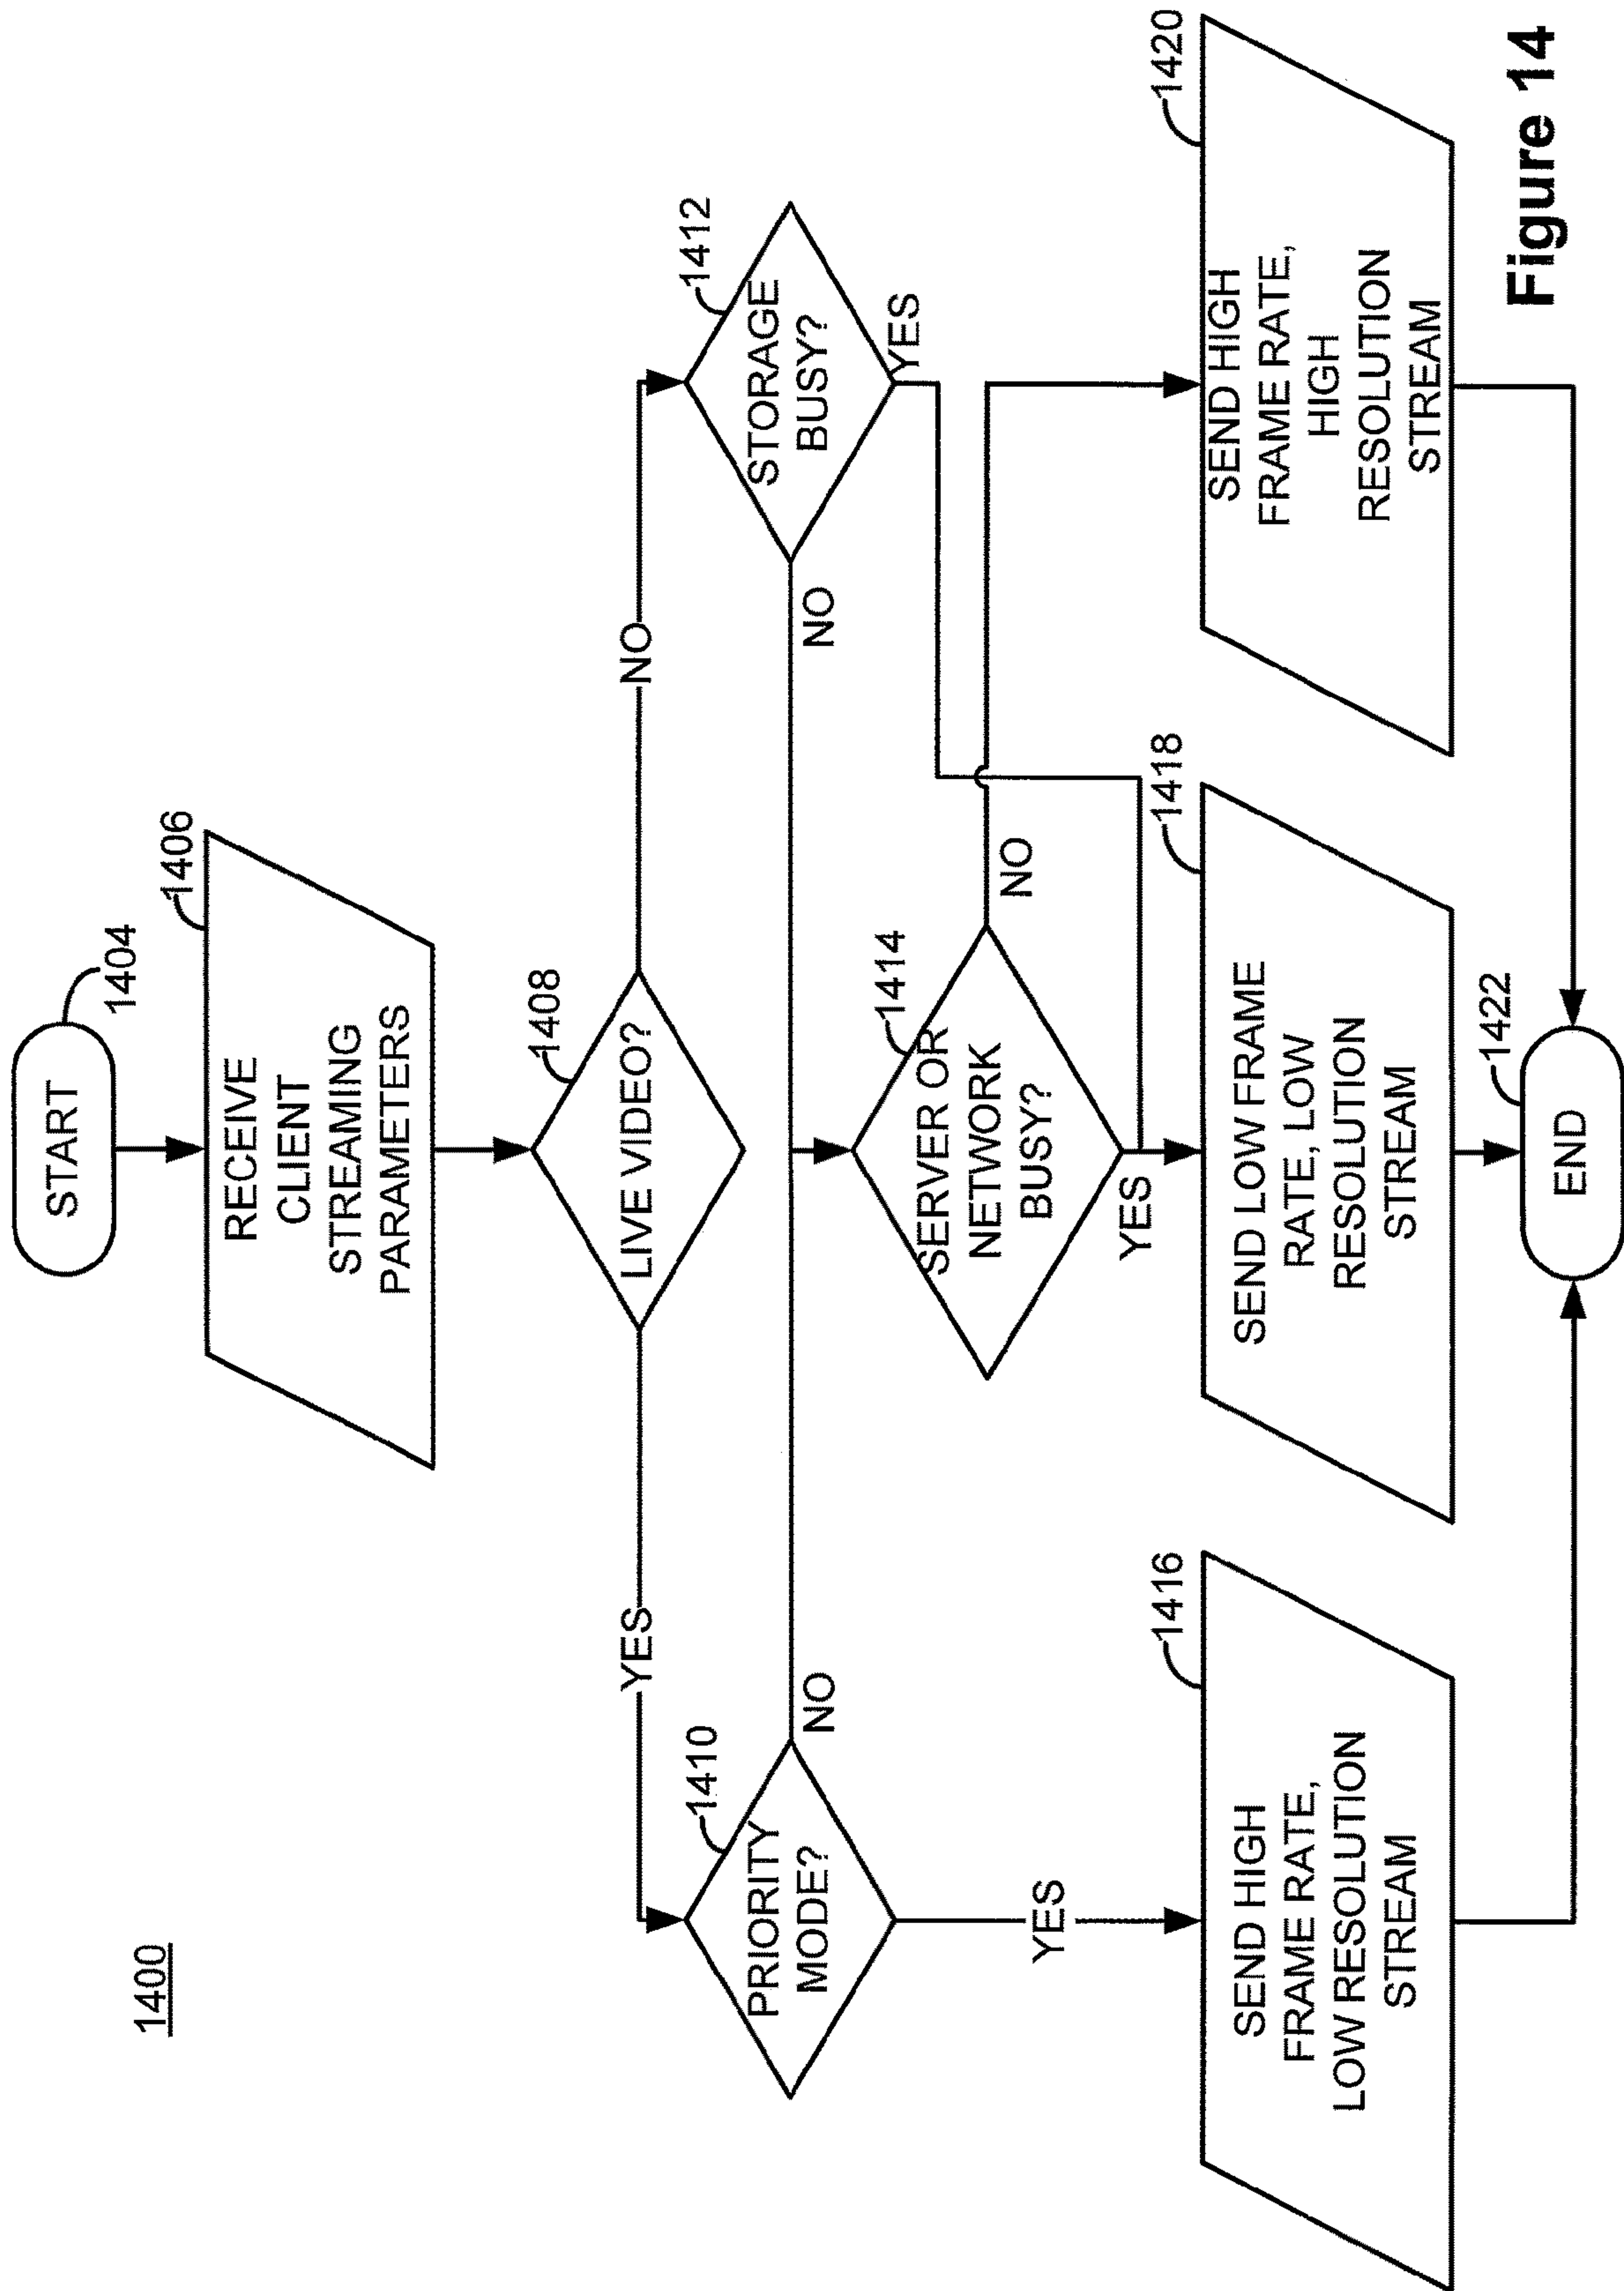 1400
START
1404
RECEIVE
CLIENT
STREAMING
PARAMETERS
1406
LIVE VIDEO?
1408
YES
NO
PRIORITY
MODE?
1410
STORAGE
BUSY?
1412
NO
NO
YES
SERVER OR
NETWORK
BUSY?
1414
NO
YES
YES
SEND HIGH
FRAME RATE,
LOW RESOLUTION
STREAM
1416
SEND LOW FRAME
RATE, LOW
RESOLUTION
STREAM
1418
SEND HIGH
FRAME RATE,
HIGH
RESOLUTION
STREAM
1420
END
1422
Figure 14